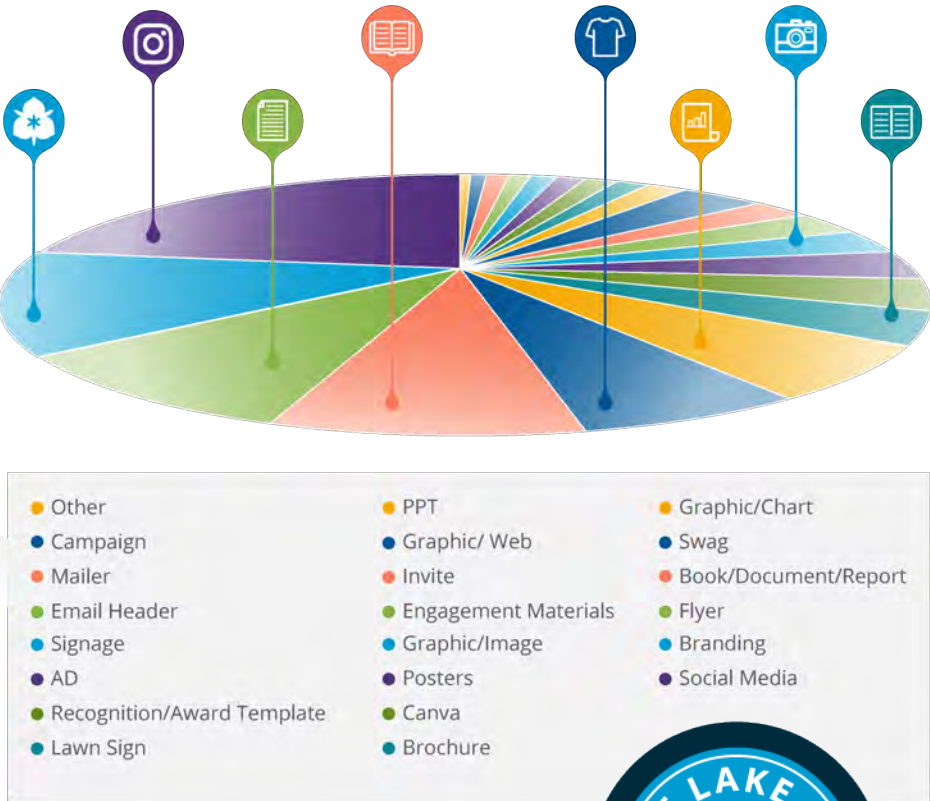 Other
Campaign
Mailer
Email Header
Signage
AD
Recognition/Award Template
Lawn Sign
PPT
Graphic/ Web
Invite
Engagement Materials
Graphic/Image
Posters
Canva
Brochure
Graphic/Chart
Swag
Book/Document/Report
Flyer
Branding
Social Media
LAKE